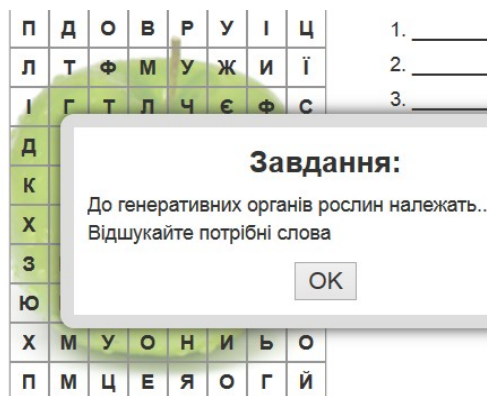 П Д О В Р У І Ц 1.
Л Т Ф М У Ж И Ї 2.
І Г Т Л Ч Є Ф С 3.
Д
К
Х
З
Ю
Завдання:
До генеративних органів рослин належать..
Відшукайте потрібні слова
OK
Х М У О Н И Ь О
П М Ц Е Я О Г Й